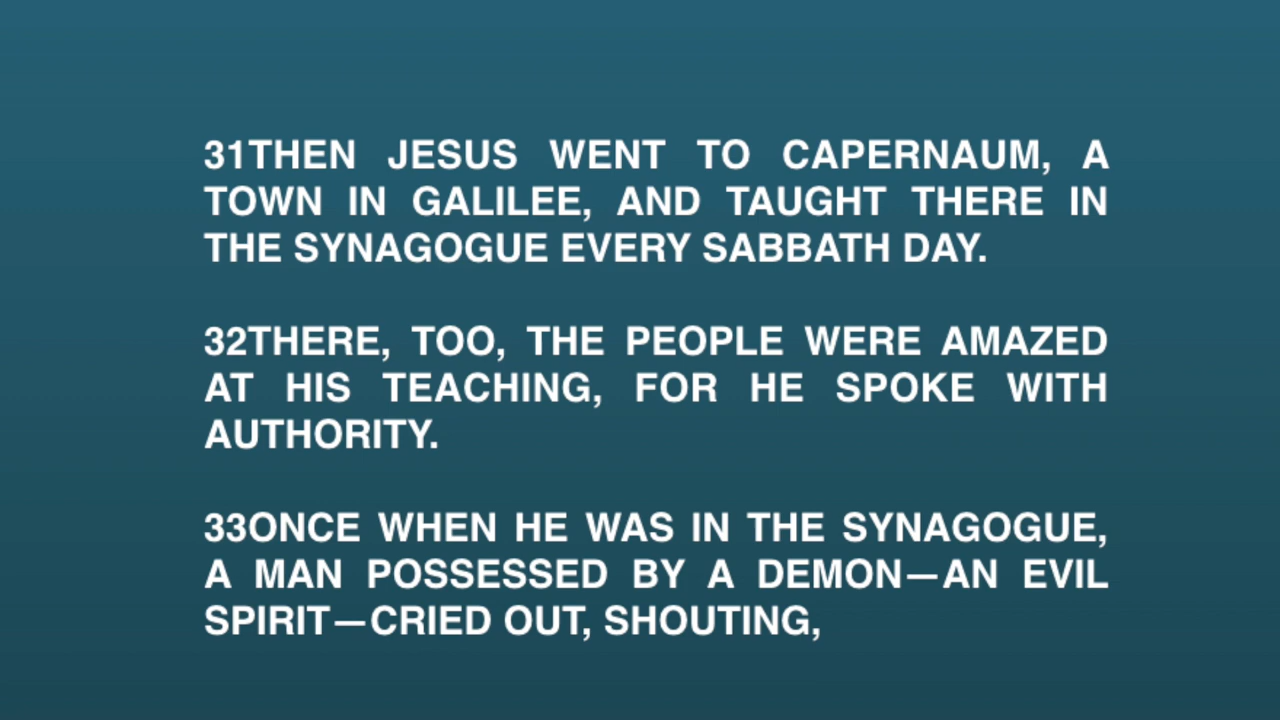 31THEN JESUS WENT TO CAPERNAUM, A
TOWN IN GALILEE, AND TAUGHT THERE IN
THE SYNAGOGUE EVERY SABBATH DAY.
32THERE, TOO, THE PEOPLE WERE AMAZED
AT HIS TEACHING, FOR HE SPOKE WITH
AUTHORITY.
33ONCE WHEN HE WAS IN THE SYNAGOGUE,
A MAN POSSESSED BY A DEMON—AN EVIL
SPIRIT—CRIED OUT, SHOUTING,